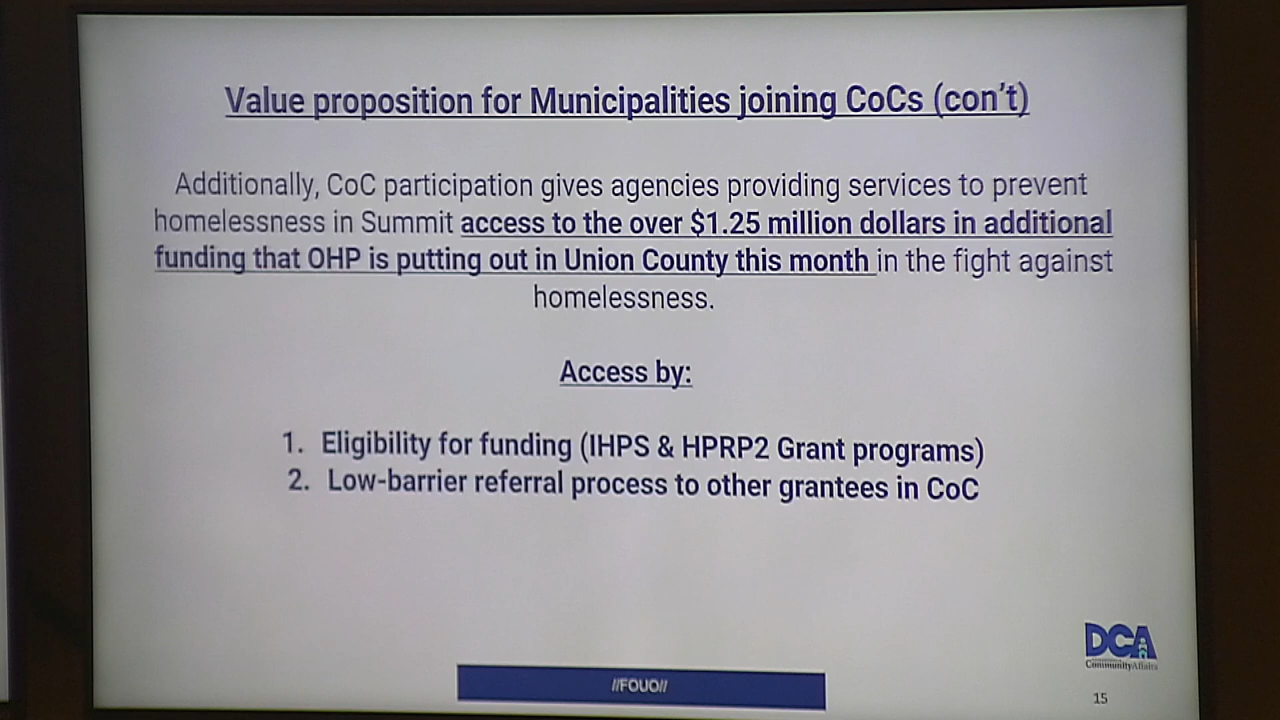 Value proposition for Municipalities joining CoCs (con't)
Additionally, CoC participation gives agencies providing services to prevent
homelessness in Summit access to the over $1.25 million dollars in additional
funding that OHP is putting out in Union County this month in the fight against
homelessness.
Access by:
1. Eligibility for funding (IHPS & HPRP2 Grant programs)
2. Low-barrier referral process to other grantees in CoC
DCA
Community Affairs
//FOUO//
15